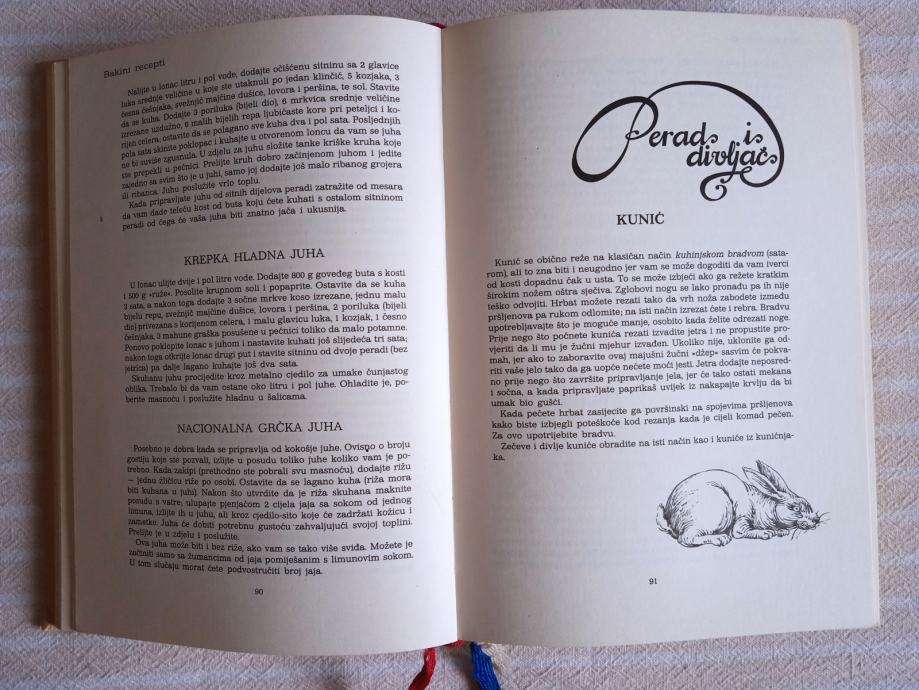 Bakini recepti
Nalijte u lonac litru i pol vode, dodajte očišćenu sitninu sa 2 glavice
luka srednje veličine u koje ste utaknuli po jedan klinčić, 5 kozjaka, 3
česna češnjaka, svežnjić majčine dušice, lovora i peršina, te sol. Stavite
da se kuha. Dodajte 3 poriluka (bijeli dio), 6 mrkvica srednje veličine
izrezane uzdužno, 6 malih bijelih repa ljubičaste kore pri peteljci i ko-
rijen celera, ostavite da se polagano sve kuha dva i pol sata. Posljednjih
pola sata skinite poklopac i kuhajte u otvorenom loncu da vam se juha
ne bi suviše zgusnula. U zdjelu za juhu složite tanke kriške kruha koje
ste prepekli u pećnici. Prelijte kruh dobro začinjenom juhom i jedite
zajedno sa svim što je u juhi, samo joj dodajte još malo ribanog grojera
ili ribanca. Juhu poslužite vrlo toplu.
Kada pripravljate juhu od sitnih dijelova peradi zatražite od mesara
da vam dade teleću kost od buta koju ćete kuhati s ostalom sitninom
peradi od čega će vaša juha biti znatno jača i ukusnija.
KREPKA HLADNA JUHA
U lonac ulijte dvije i pol litre vode. Dodajte 800 g goveđeg buta s kosti
i 500 g »ruže«. Posolite krupnom soli i popaprite. Ostavite da se kuha
2 sata, a nakon toga dodajte 3 sočne mrkve koso izrezane, jednu malu
bijelu repu, svežnjić majčine dušice, lovora i peršina, 2 poriluka (bijeli
dio) privezana s korijenom celera, i malu glavicu luka, 1 kozjak, i česno
češnjaka, 3 mahune graška posušene u pećnici toliko da malo potamne.
Ponovo poklopite lonac s juhom i nastavite kuhati još slijedeća tri sata;
nakon toga otkrijte lonac drugi put i stavite sitninu od dvoje peradi (bez
jetrica) pa dalje lagano kuhajte još dva sata.
Skuhanu juhu procijedite kroz metalno cjedilo za umake čunjastog
oblika. Trebalo bi da vam ostane oko litru i pol juhe. Ohladite je, po-
berite masnoću i poslužite hladnu u šalicama.
NACIONALNA GRČKA JUHA
Posebno je dobra kada se pripravlja od kokošje juhe. Ovisno o broju
gostiju koje ste pozvali, izlijte u posudu toliko juhe koliko vam je po-
trebno. Kada zakipi (prethodno ste pobrali svu masnoću), dodajte rižu
— jednu žličicu riže po osobi. Ostavite da se lagano kuha (riža mora
biti kuhana u juhi). Nakon što utvrdite da je riža skuhana maknite
posudu s vatre; ulupajte pjenjačom 2 cijela jaja sa sokom od jednog
limuna, izlijte ih u juhu, ali kroz cjedilo-sito koje će zadržati kožicu i
zametke. Juha će dobiti potrebnu gustoću zahvaljujući svojoj toplini.
Prelijte je u zdjelu i poslužite.
Ova juha može biti i bez riže, ako vam se tako više sviđa. Možete je
začiniti samo sa žumancima od jaja pomiješanim s limunovim sokom.
U tom slučaju morat ćete podvostručiti broj jaja.
90
Perad i
divljač
KUNIĆ
Kunić se obično reže na klasičan način kuhinjskom bradvom (sata-
rom), ali to zna biti i neugodno jer vam se može dogoditi da vam iverci
od kosti dopadnu čak u usta. To se može izbjeći ako ga režete kratkim
širokim nožem oštra sječiva. Zglobovi nogu se lako pronađu pa ih nije
teško odvojiti. Hrbat možete rezati tako da vrh noža zabodete između
pršljenova pa rukom odlomite; na isti način izrezat ćete i rebra. Bradvu
upotrebljavajte što je moguće manje, osobito kada želite odrezati noge.
Prije nego što počnete kunića rezati izvadite jetra i ne propustite pro-
vjeriti da li mu je žučni mjehur izvađen. Ukoliko nije, uklonite ga od-
mah, jer ako to zaboravite ovaj majušni žučni »džep« sasvim će pokva-
riti vaše jelo tako da ga uopće nećete moći jesti. Jetra dodajte neposred-
no prije nego što završite pripravljanje jela, jer će tako ostati mekana
i sočna, a kada pripravljate paprikaš uvijek iz nakapajte krvlju da bi
umak bio gušći.
Kada pečete hrbat zasijecite ga površinski na spojevima pršljenova
kako biste izbjegli poteškoće kod rezanja kada je cijeli komad pečen.
Za ovo upotrijebite bradvu.
Zečeve i divlje kuniće obradite na isti način kao i kuniće iz kunićnja-
ka.
91